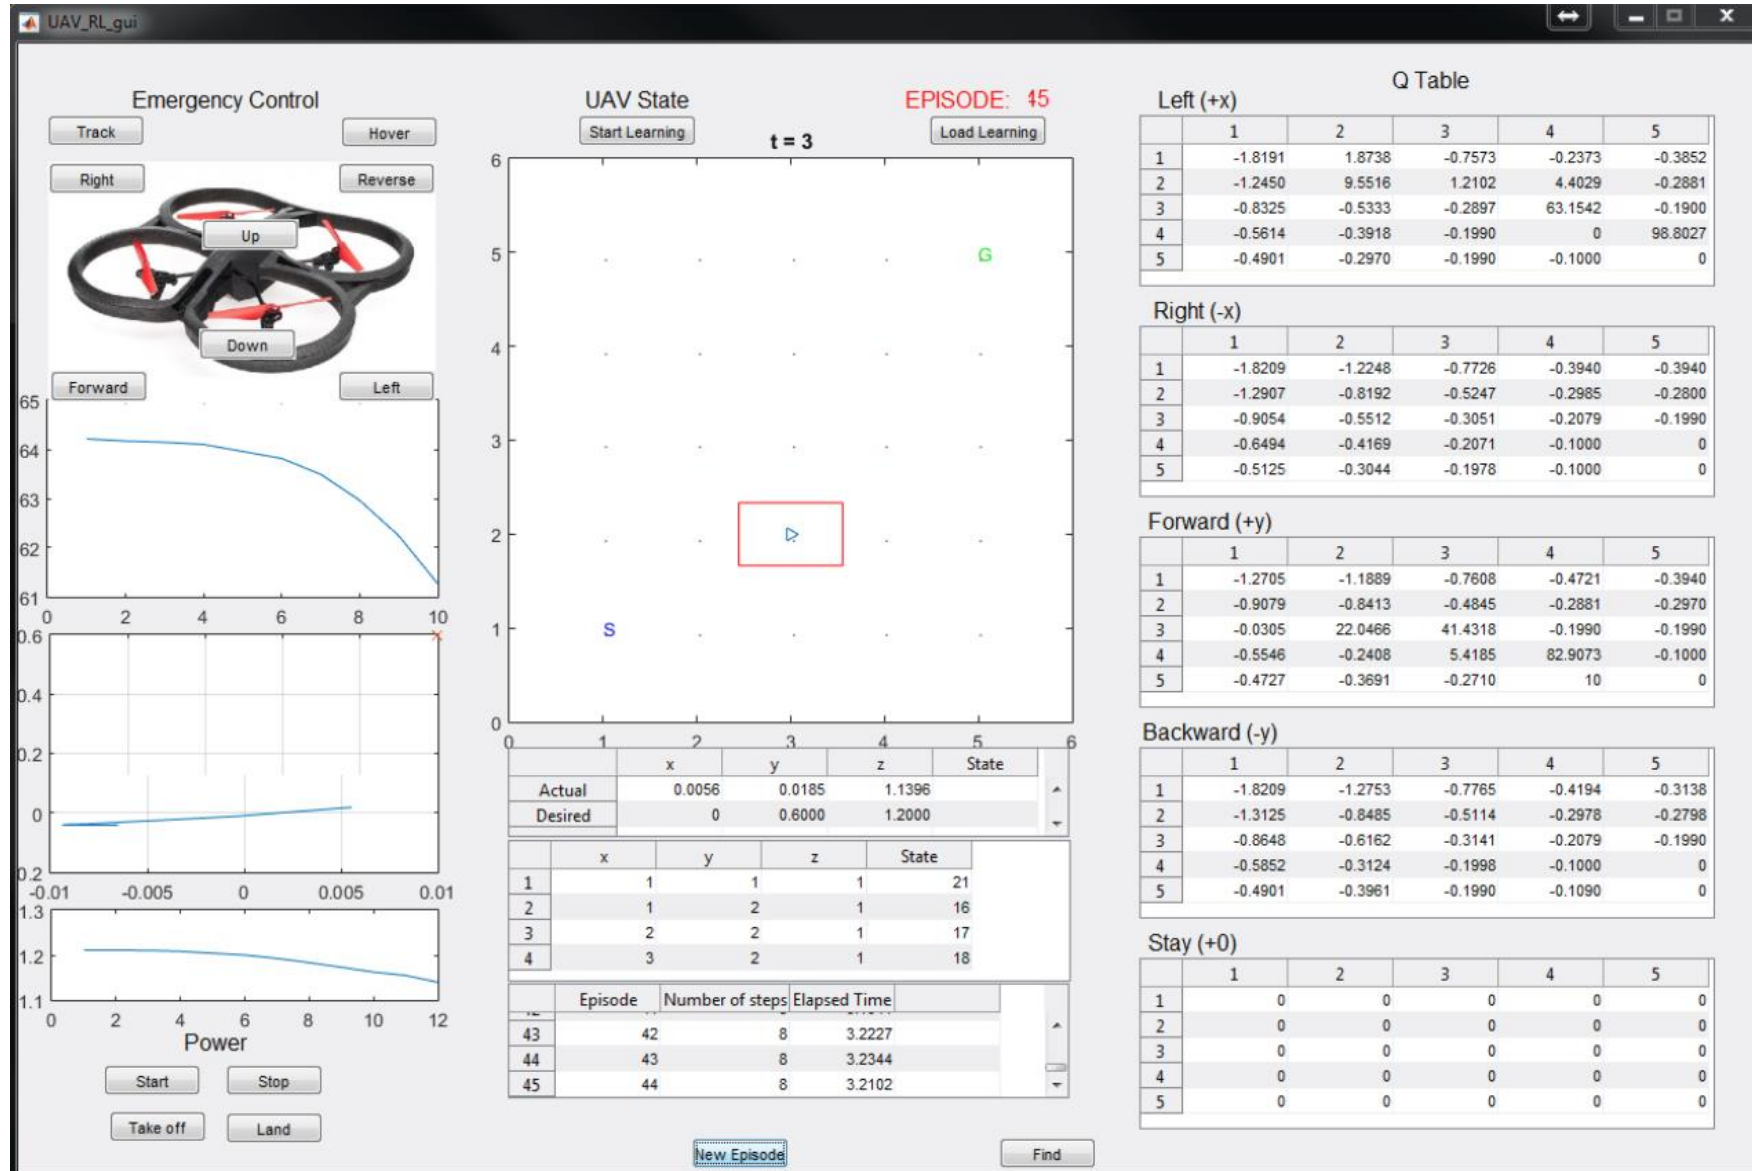 UAV_RL_gui
Emergency Control
Track
Hover
Right
Reverse
Up
Down
Forward
Left
65
64
63
62
61
0 2 4 6 8 10
0.6
0.4
0.2
0
0.2
-0.01 -0.005 0 0.005 0.01
1.3
1.2
1.1
0 2 4 6 8 10 12
Power
Start
Stop
Take off
Land
UAV State
EPISODE: 45
Start Learning
Load Learning
t = 3
6
5
4
3
2
1
0
G
S
0 1 2 3 4 5 6
x y z State
Actual 0.0056 0.0185 1.1396
Desired 0 0.6000 1.2000
x y z State
1 1 1 1 21
2 1 2 1 16
3 2 2 1 17
4 3 2 1 18
Episode Number of steps Elapsed Time
43 42 8 3.2227
44 43 8 3.2344
45 44 8 3.2102
New Episode
Find
Q Table
Left (+x)
1 2 3 4 5
1 -1.8191 1.8738 -0.7573 -0.2373 -0.3852
2 -1.2450 9.5516 1.2102 4.4029 -0.2881
3 -0.8325 -0.5333 -0.2897 63.1542 -0.1900
4 -0.5614 -0.3918 -0.1990 0 98.8027
5 -0.4901 -0.2970 -0.1990 -0.1000 0
Right (-x)
1 2 3 4 5
1 -1.8209 -1.2248 -0.7726 -0.3940 -0.3940
2 -1.2907 -0.8192 -0.5247 -0.2985 -0.2800
3 -0.9054 -0.5512 -0.3051 -0.2079 -0.1990
4 -0.6494 -0.4169 -0.2071 -0.1000 0
5 -0.5125 -0.3044 -0.1978 -0.1000 0
Forward (+y)
1 2 3 4 5
1 -1.2705 -1.1889 -0.7608 -0.4721 -0.3940
2 -0.9079 -0.8413 -0.4845 -0.2881 -0.2970
3 -0.0305 22.0466 41.4318 -0.1990 -0.1990
4 -0.5546 -0.2408 5.4185 82.9073 -0.1000
5 -0.4727 -0.3691 -0.2710 10 0
Backward (-y)
1 2 3 4 5
1 -1.8209 -1.2753 -0.7765 -0.4194 -0.3138
2 -1.3125 -0.8485 -0.5114 -0.2978 -0.2798
3 -0.8648 -0.6162 -0.3141 -0.2079 -0.1990
4 -0.5852 -0.3124 -0.1998 -0.1000 0
5 -0.4901 -0.3961 -0.1990 -0.1090 0
Stay (+0)
1 2 3 4 5
1 0 0 0 0 0
2 0 0 0 0 0
3 0 0 0 0 0
4 0 0 0 0 0
5 0 0 0 0 0